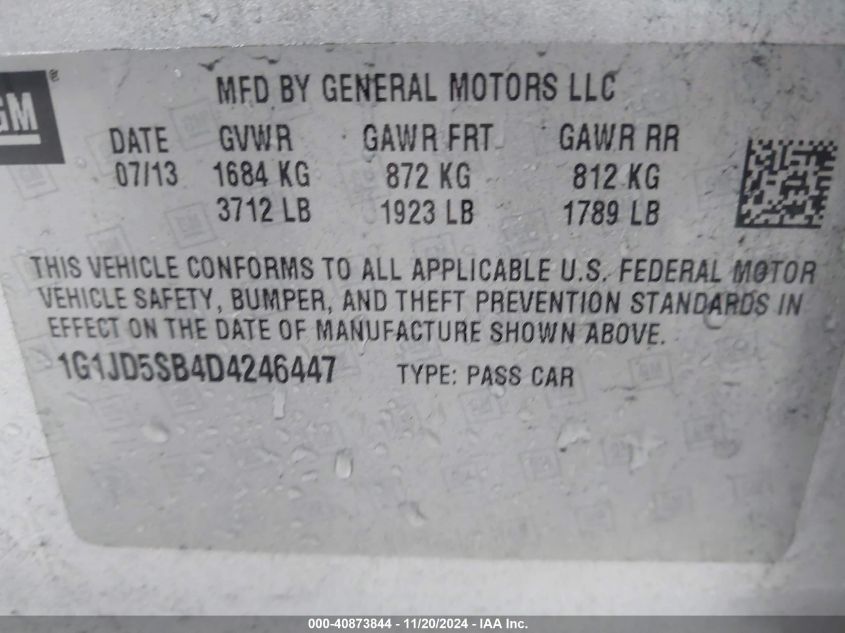 GM
®
MFD BY GENERAL MOTORS LLC
DATE GVWR GAWR FRT GAWR RR
07/13 1684 KG 872 KG 812 KG
3712 LB 1923 LB 1789 LB
THIS VEHICLE CONFORMS TO ALL APPLICABLE U.S. FEDERAL MOTOR
VEHICLE SAFETY, BUMPER, AND THEFT PREVENTION STANDARDS IN
EFFECT ON THE DATE OF MANUFACTURE SHOWN ABOVE.
1G1JD5SB4D4246447 TYPE: PASS CAR
000-40873844 - 11/20/2024 - IAA Inc.